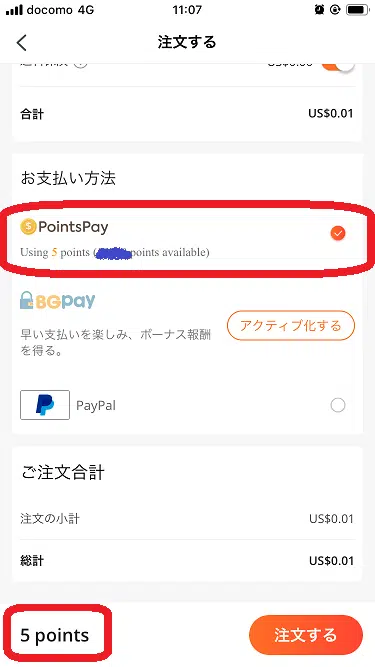 docomo 4G 11:07
注文する
US$0.00
合計 US$0.01
お支払い方法
PointsPay
Using 5 points ( points available)
BGpay
早い支払いを楽しみ、ボーナス報酬
を得る。
アクティブ化する
PayPal
ご注文合計
注文の小計 US$0.01
総計 US$0.01
5 points 注文する